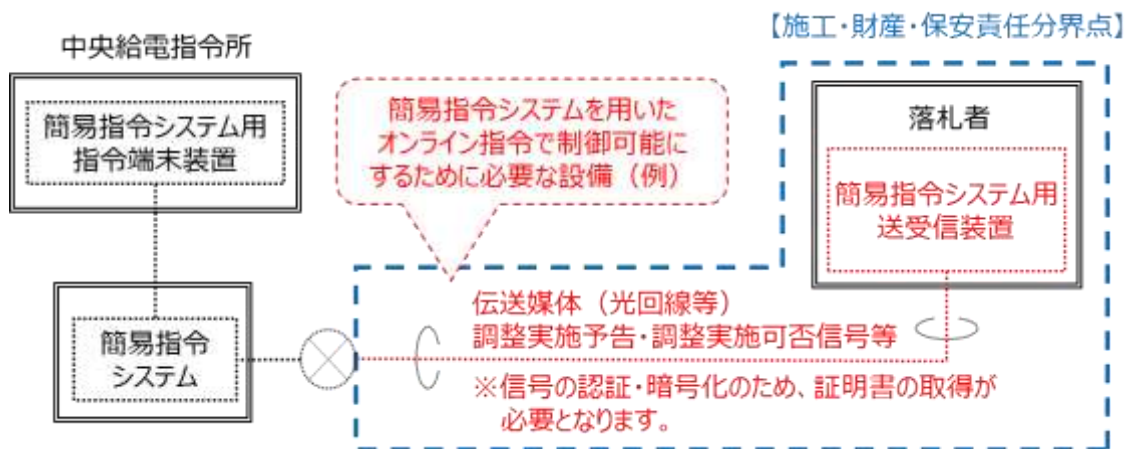 【施工・財産・保安責任分界点】
中央給電指令所
簡易指令システム用
指令端末装置
簡易指令システムを用いた
オンライン指令で制御可能に
するために必要な設備（例）
落札者
簡易指令システム用
送受信装置
簡易指令
システム
伝送媒体（光回線等）
調整実施予告・調整実施可否信号等
※信号の認証・暗号化のため、証明書の取得が
必要となります。